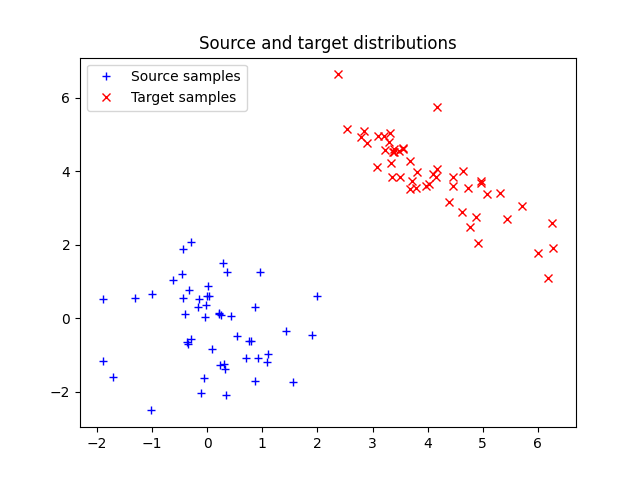 Source and target distributions
Source samples
Target samples
6
4
2
0
−2
−2 −1 0 1 2 3 4 5 6